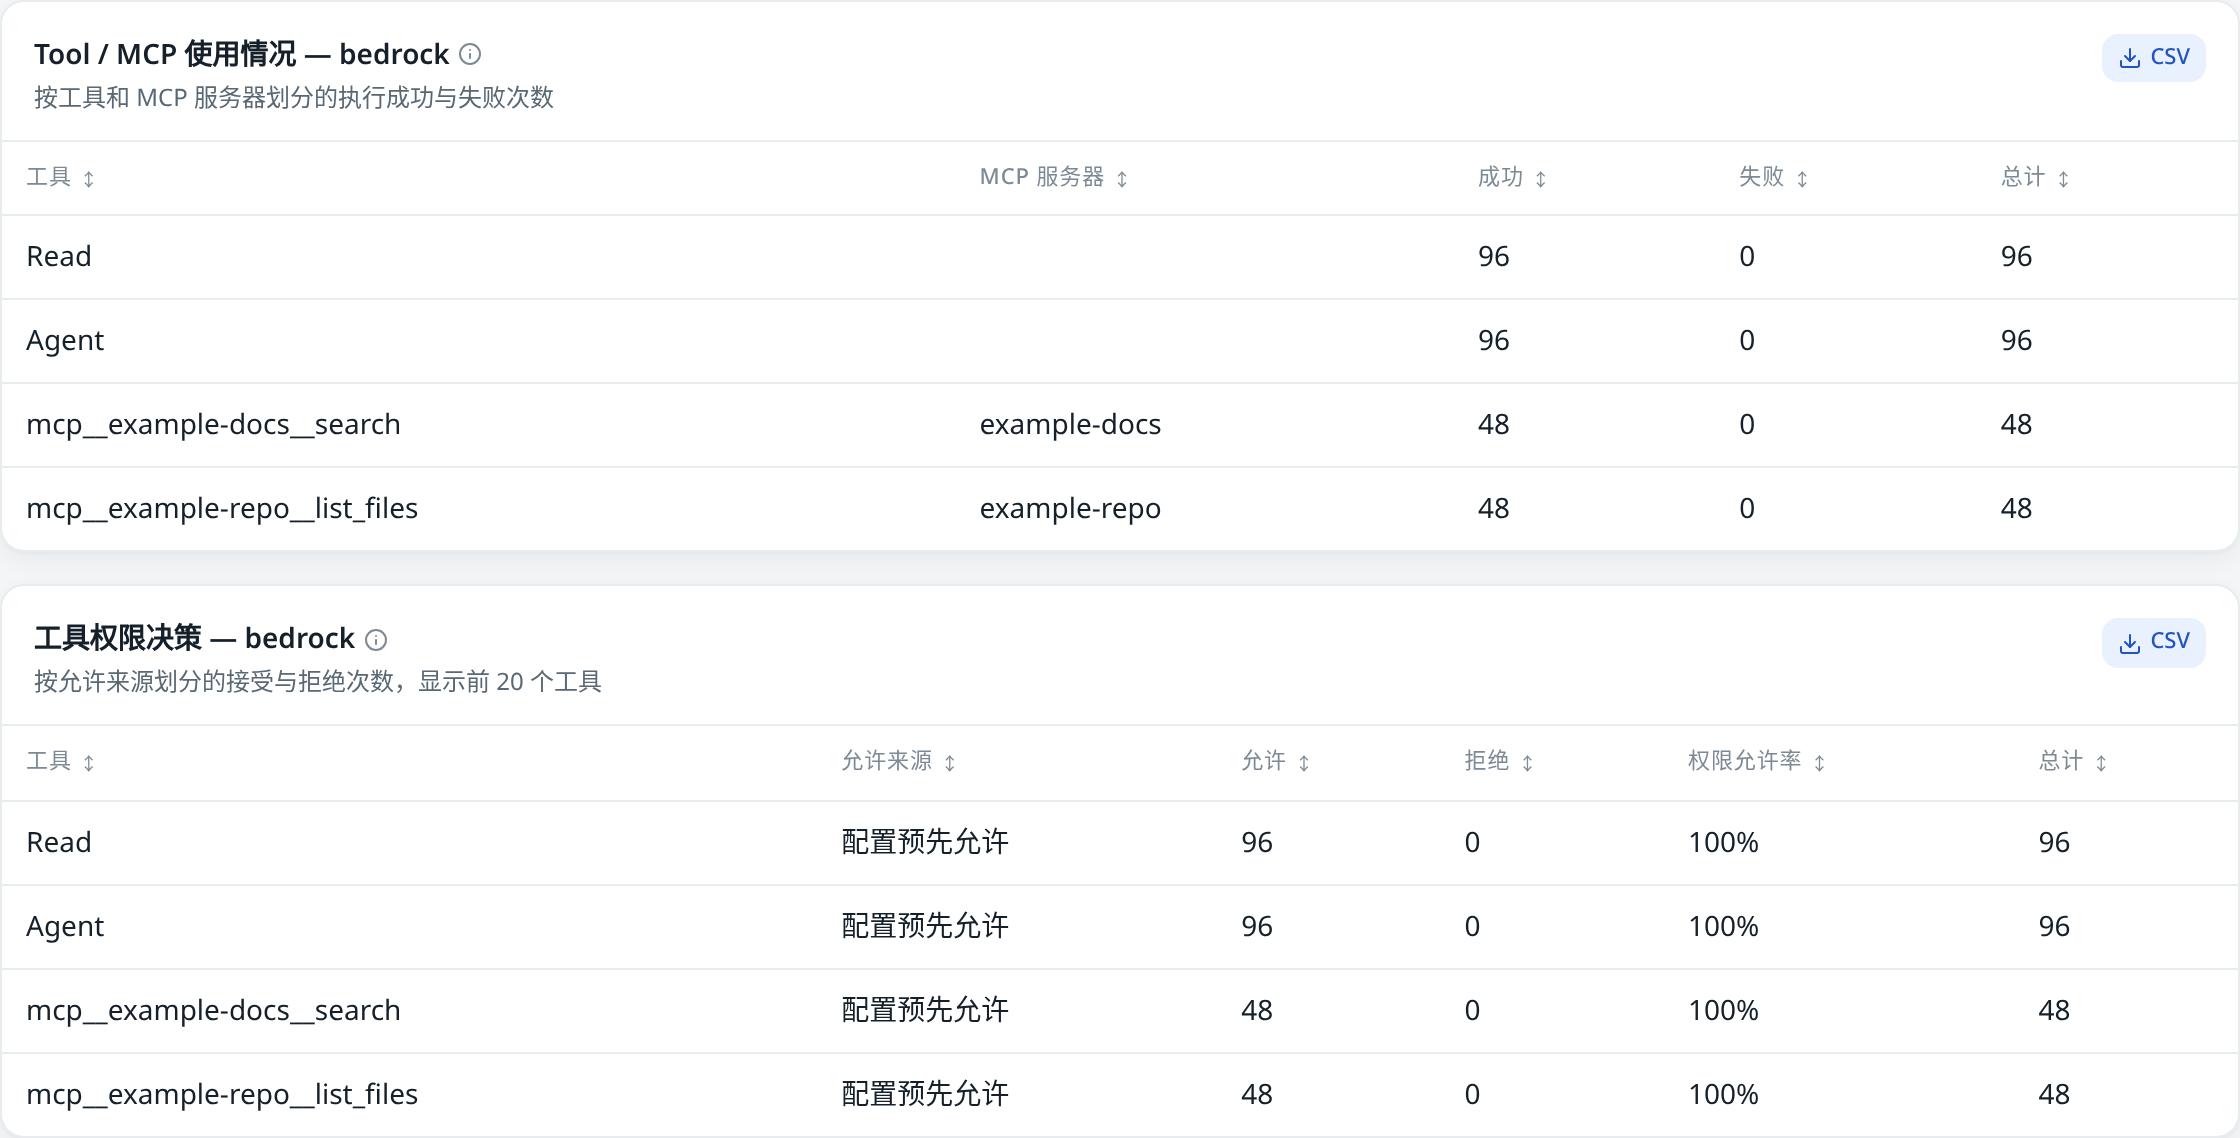 Tool / MCP 使用情况 — bedrock
CSV
按工具和 MCP 服务器划分的执行成功与失败次数
工具 MCP 服务器 成功 失败 总计
Read 96 0 96
Agent 96 0 96
mcp__example-docs__search example-docs 48 0 48
mcp__example-repo__list_files example-repo 48 0 48
工具权限决策 — bedrock
CSV
按允许来源划分的接受与拒绝次数，显示前 20 个工具
工具 允许来源 允许 拒绝 权限允许率 总计
Read 配置预先允许 96 0 100% 96
Agent 配置预先允许 96 0 100% 96
mcp__example-docs__search 配置预先允许 48 0 100% 48
mcp__example-repo__list_files 配置预先允许 48 0 100% 48